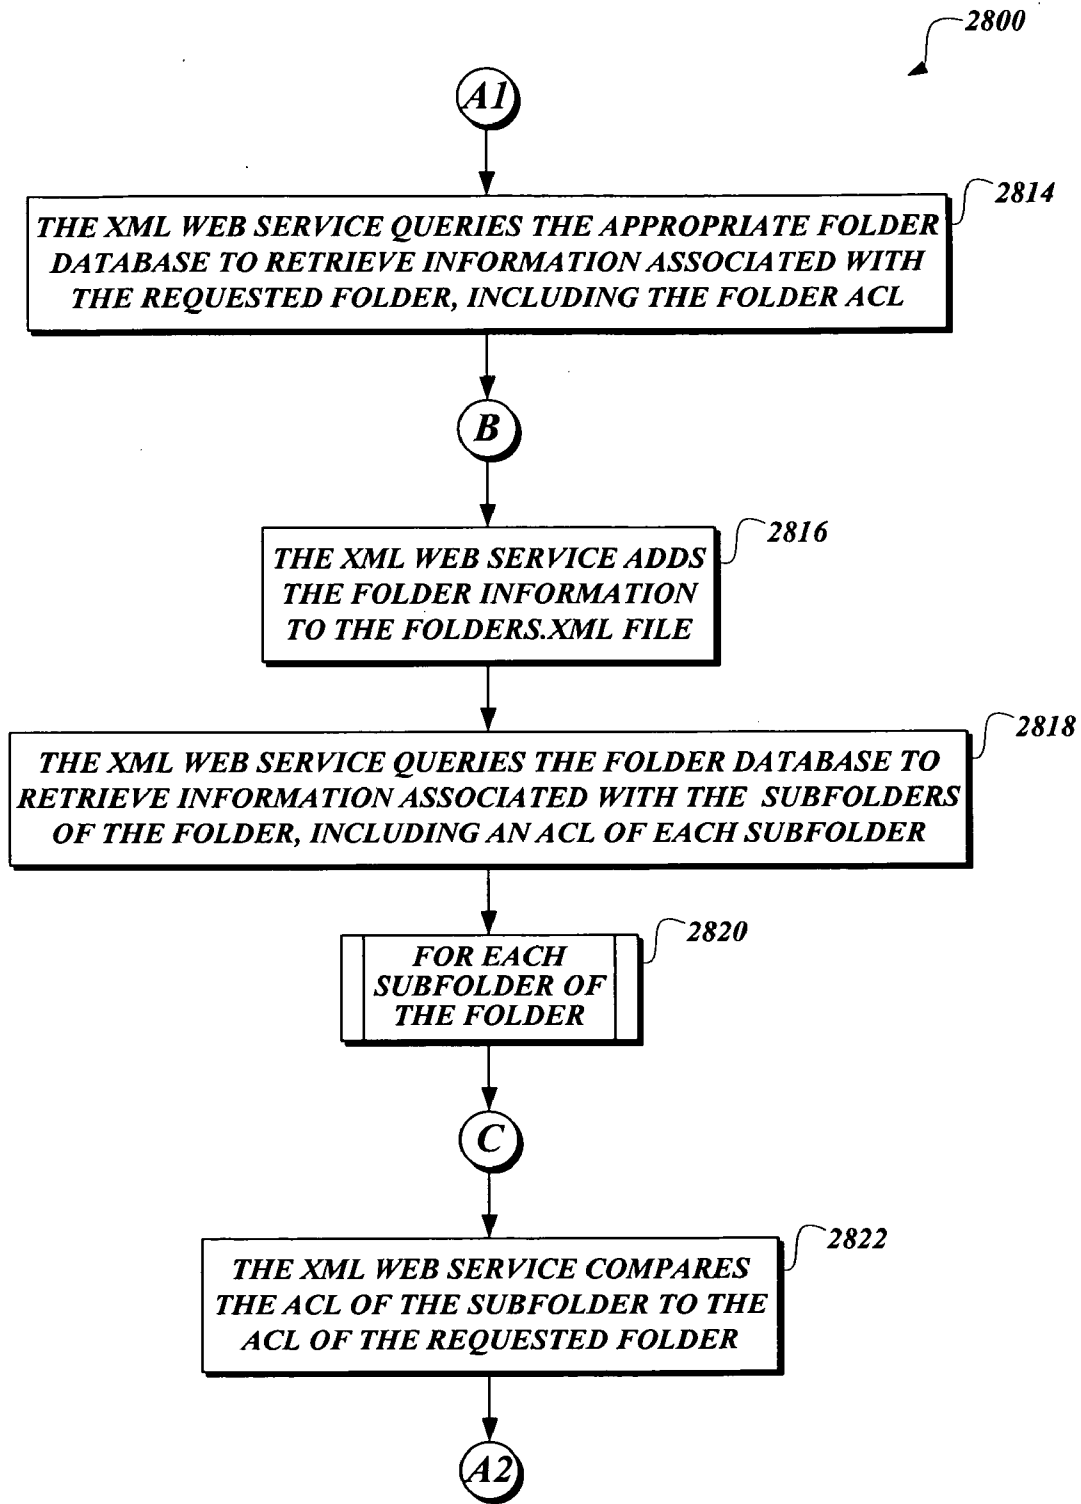 2800
A1
2814
THE XML WEB SERVICE QUERIES THE APPROPRIATE FOLDER
DATABASE TO RETRIEVE INFORMATION ASSOCIATED WITH
THE REQUESTED FOLDER, INCLUDING THE FOLDER ACL
B
2816
THE XML WEB SERVICE ADDS
THE FOLDER INFORMATION
TO THE FOLDERS.XML FILE
2818
THE XML WEB SERVICE QUERIES THE FOLDER DATABASE TO
RETRIEVE INFORMATION ASSOCIATED WITH THE SUBFOLDERS
OF THE FOLDER, INCLUDING AN ACL OF EACH SUBFOLDER
2820
FOR EACH
SUBFOLDER OF
THE FOLDER
C
2822
THE XML WEB SERVICE COMPARES
THE ACL OF THE SUBFOLDER TO THE
ACL OF THE REQUESTED FOLDER
A2